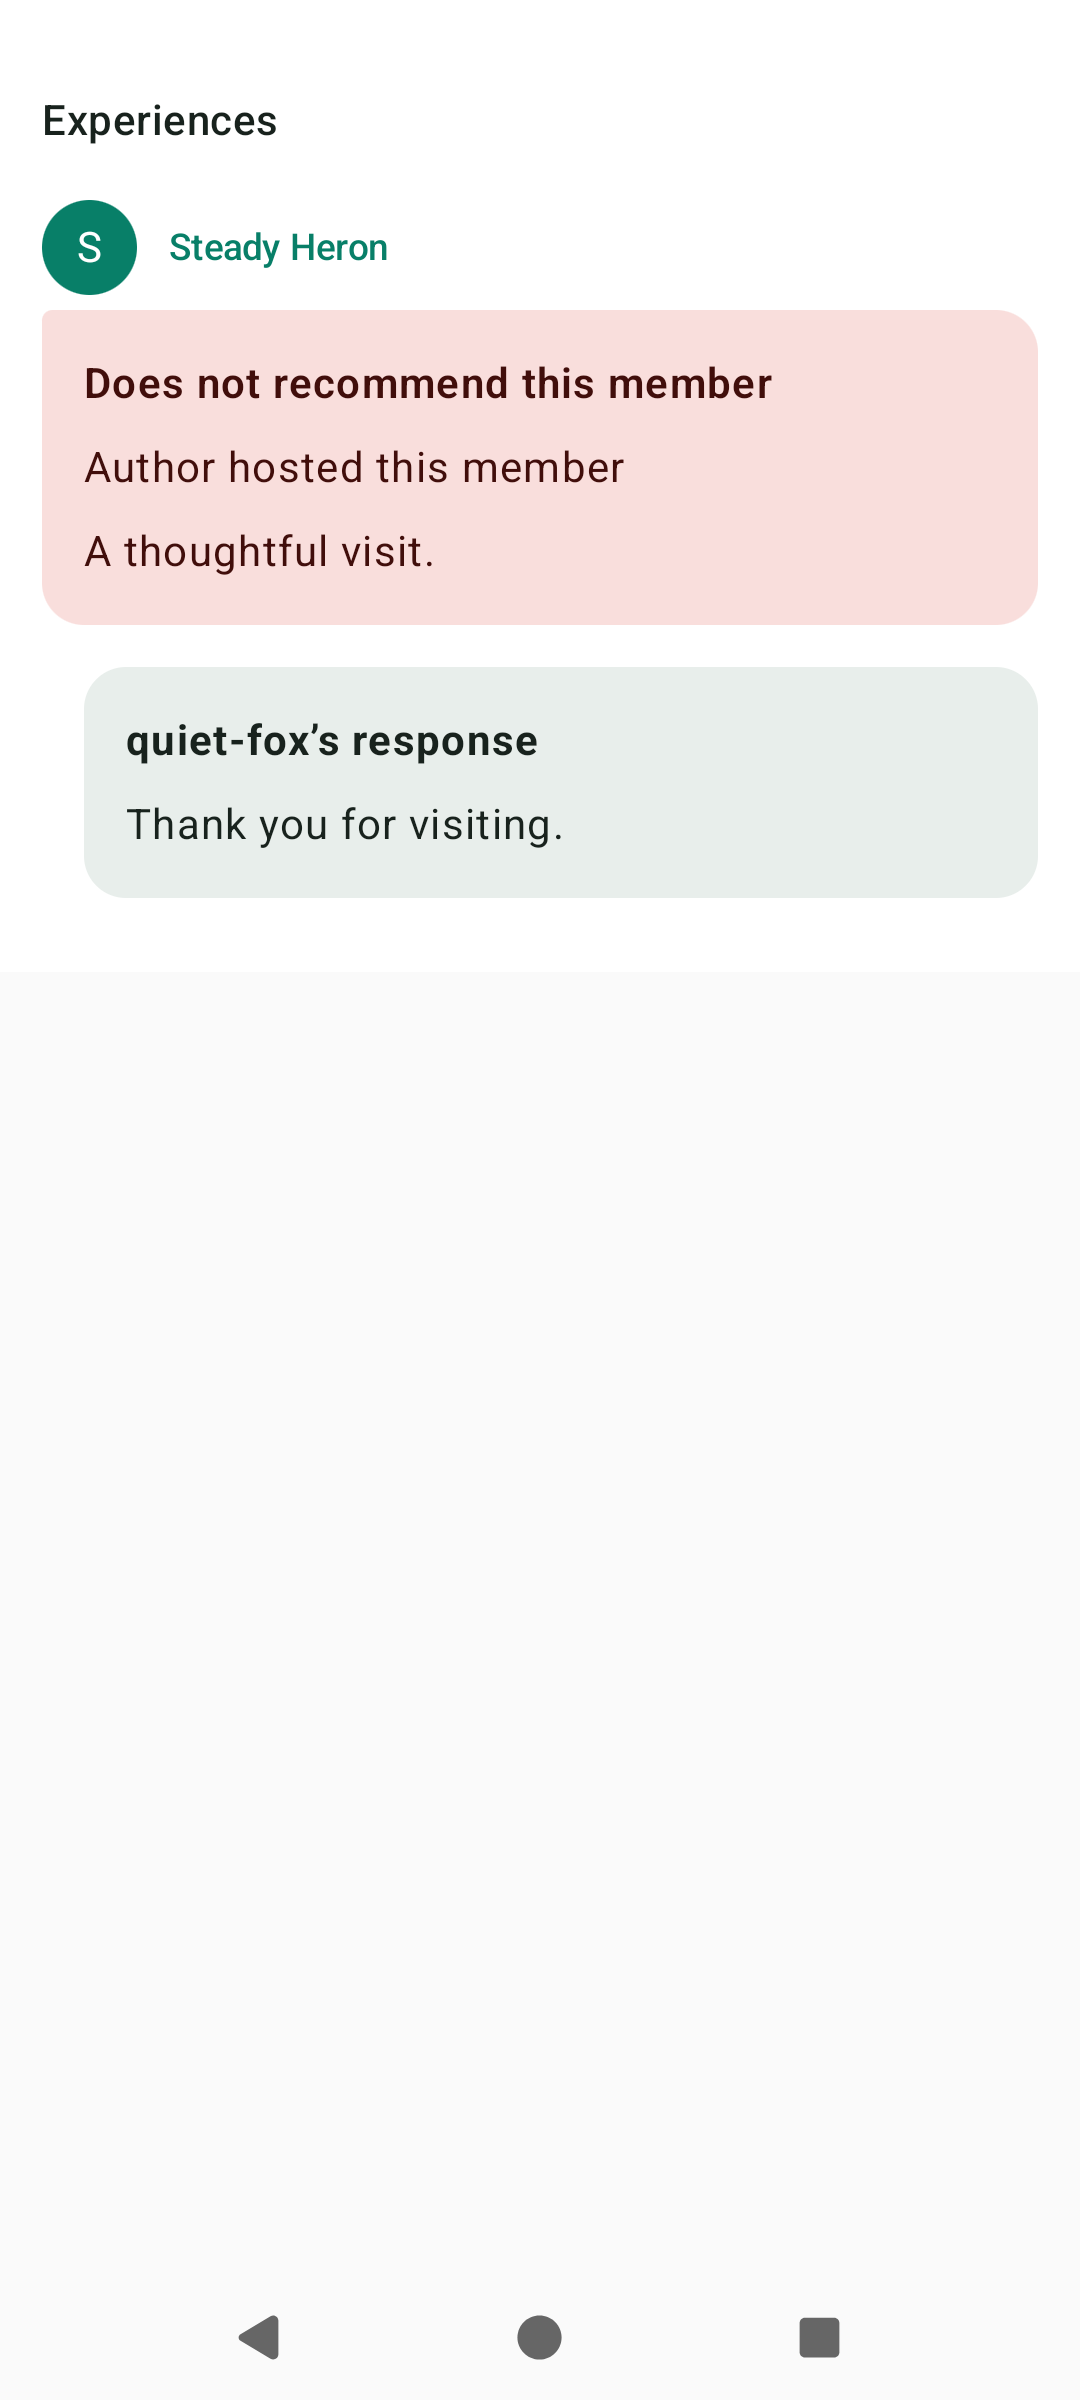 Experiences
S
Steady Heron
Does not recommend this member
Author hosted this member
A thoughtful visit.
quiet-fox’s response
Thank you for visiting.